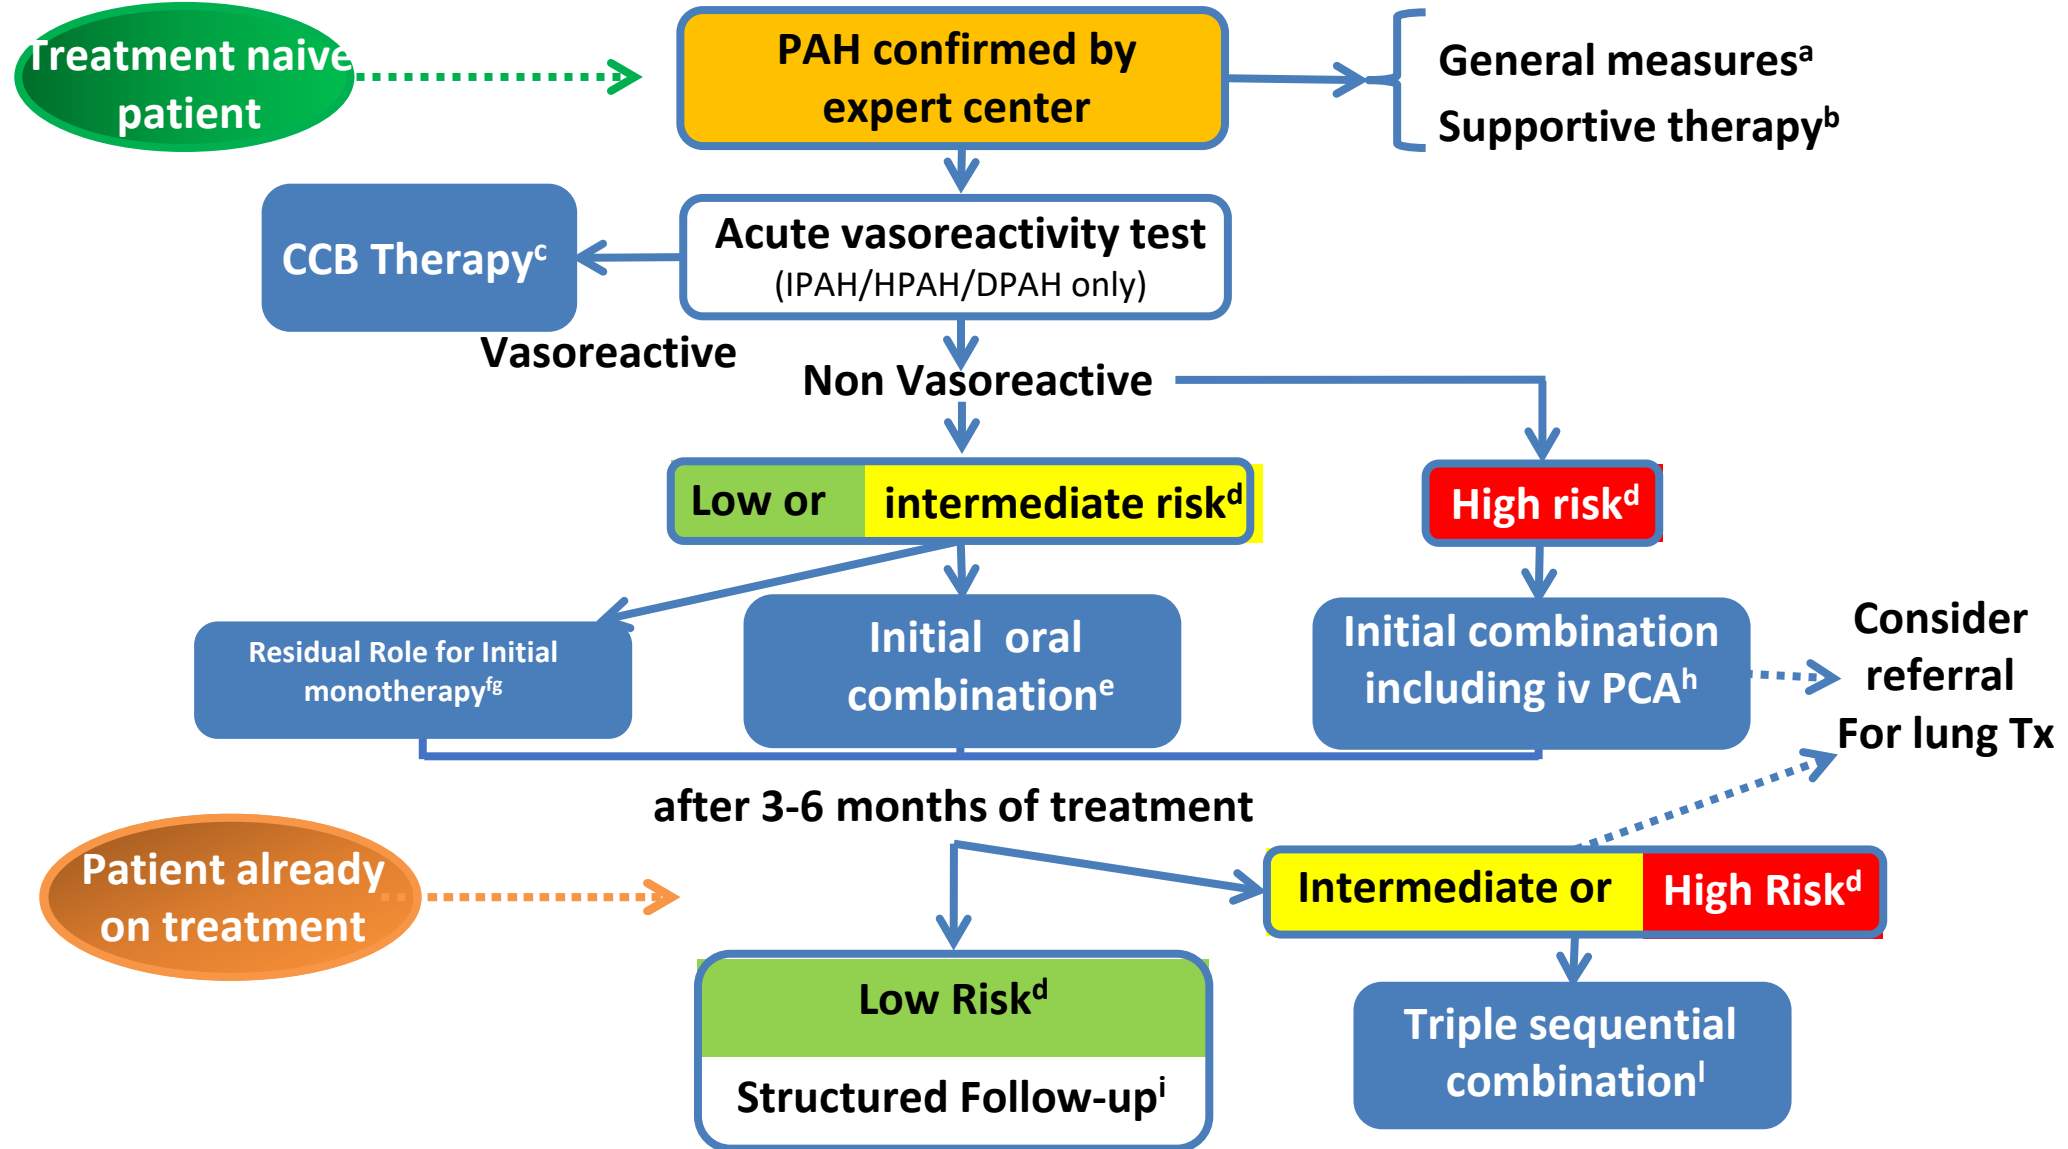 Treatment naive
patient
PAH confirmed by
expert center
General measuresᵃ
Supportive therapyᵇ
CCB Therapyᶜ
Acute vasoreactivity test
(IPAH/HPAH/DPAH only)
Vasoreactive
Non Vasoreactive
Low or intermediate riskᵈ
High riskᵈ
Residual Role for Initial
monotherapyᶠᵍ
Initial oral
combinationᵉ
Initial combination
including iv PCAʰ
Consider
referral
For lung Tx
after 3-6 months of treatment
Patient already
on treatment
Intermediate or High Riskᵈ
Low Riskᵈ
Structured Follow-upⁱ
Triple sequential
combinationˡ